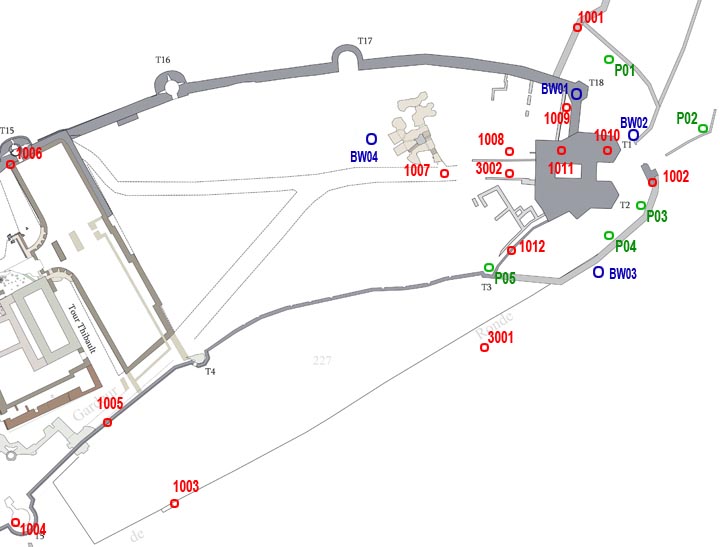 1001
T17
T16
P01
T18
BW01
1009
P02
BW02
T15
1010
1008
T1
1006
BW04
1007
3002
1011
1002
T2
P03
P04
1012
P05
BW03
T3
Tour Thibault
Ronde
3001
227
T4
1005
1003
1004
de